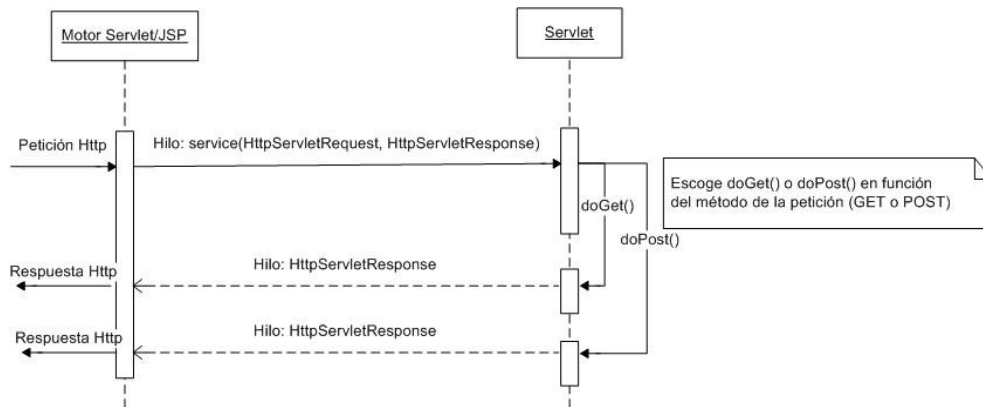 Motor Servlet/JSP
Servlet
Petición Http
Hilo: service(HttpServletRequest, HttpServletResponse)
Escoge doGet() o doPost() en función
del método de la petición (GET o POST)
doGet()
doPost()
Respuesta Http
Hilo: HttpServletResponse
Respuesta Http
Hilo: HttpServletResponse